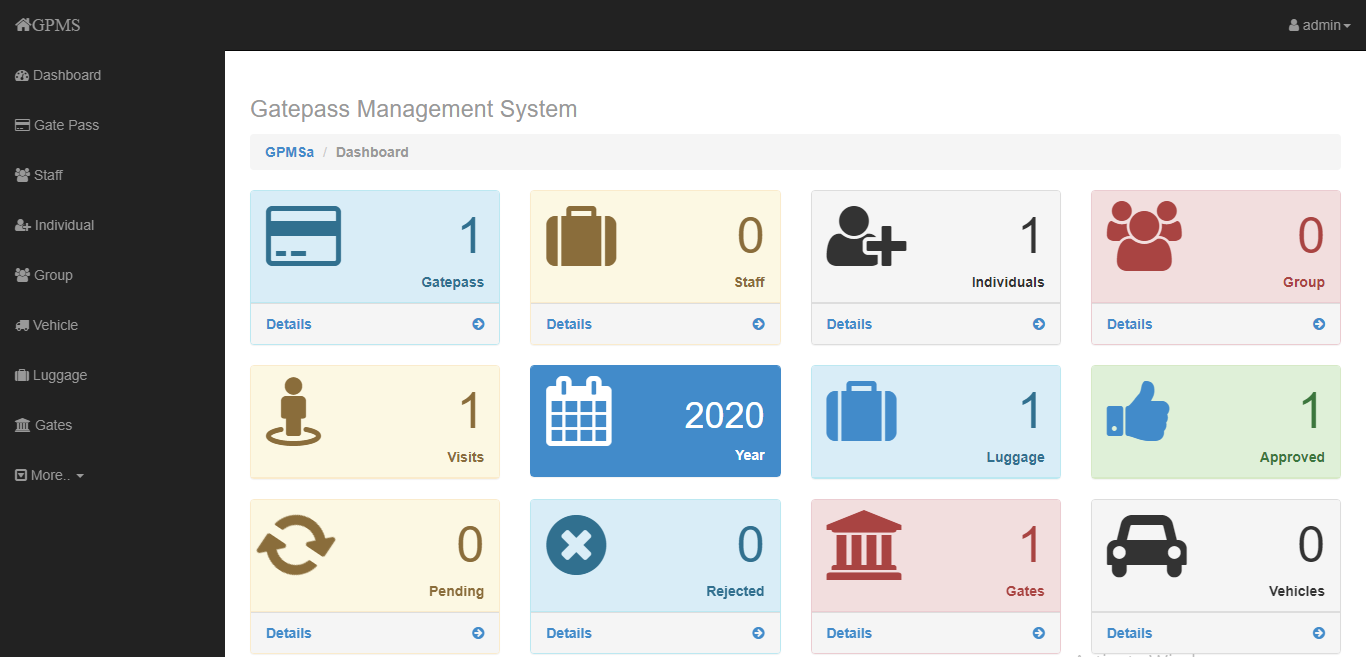 GPMS
admin
Dashboard
Gate Pass
Staff
Individual
Group
Vehicle
Luggage
Gates
More..
Gatepass Management System
GPMSa / Dashboard
1
Gatepass
Details
0
Staff
Details
1
Individuals
Details
0
Group
Details
1
Visits
2020
Year
1
Luggage
1
Approved
0
Pending
Details
0
Rejected
Details
1
Gates
Details
0
Vehicles
Details